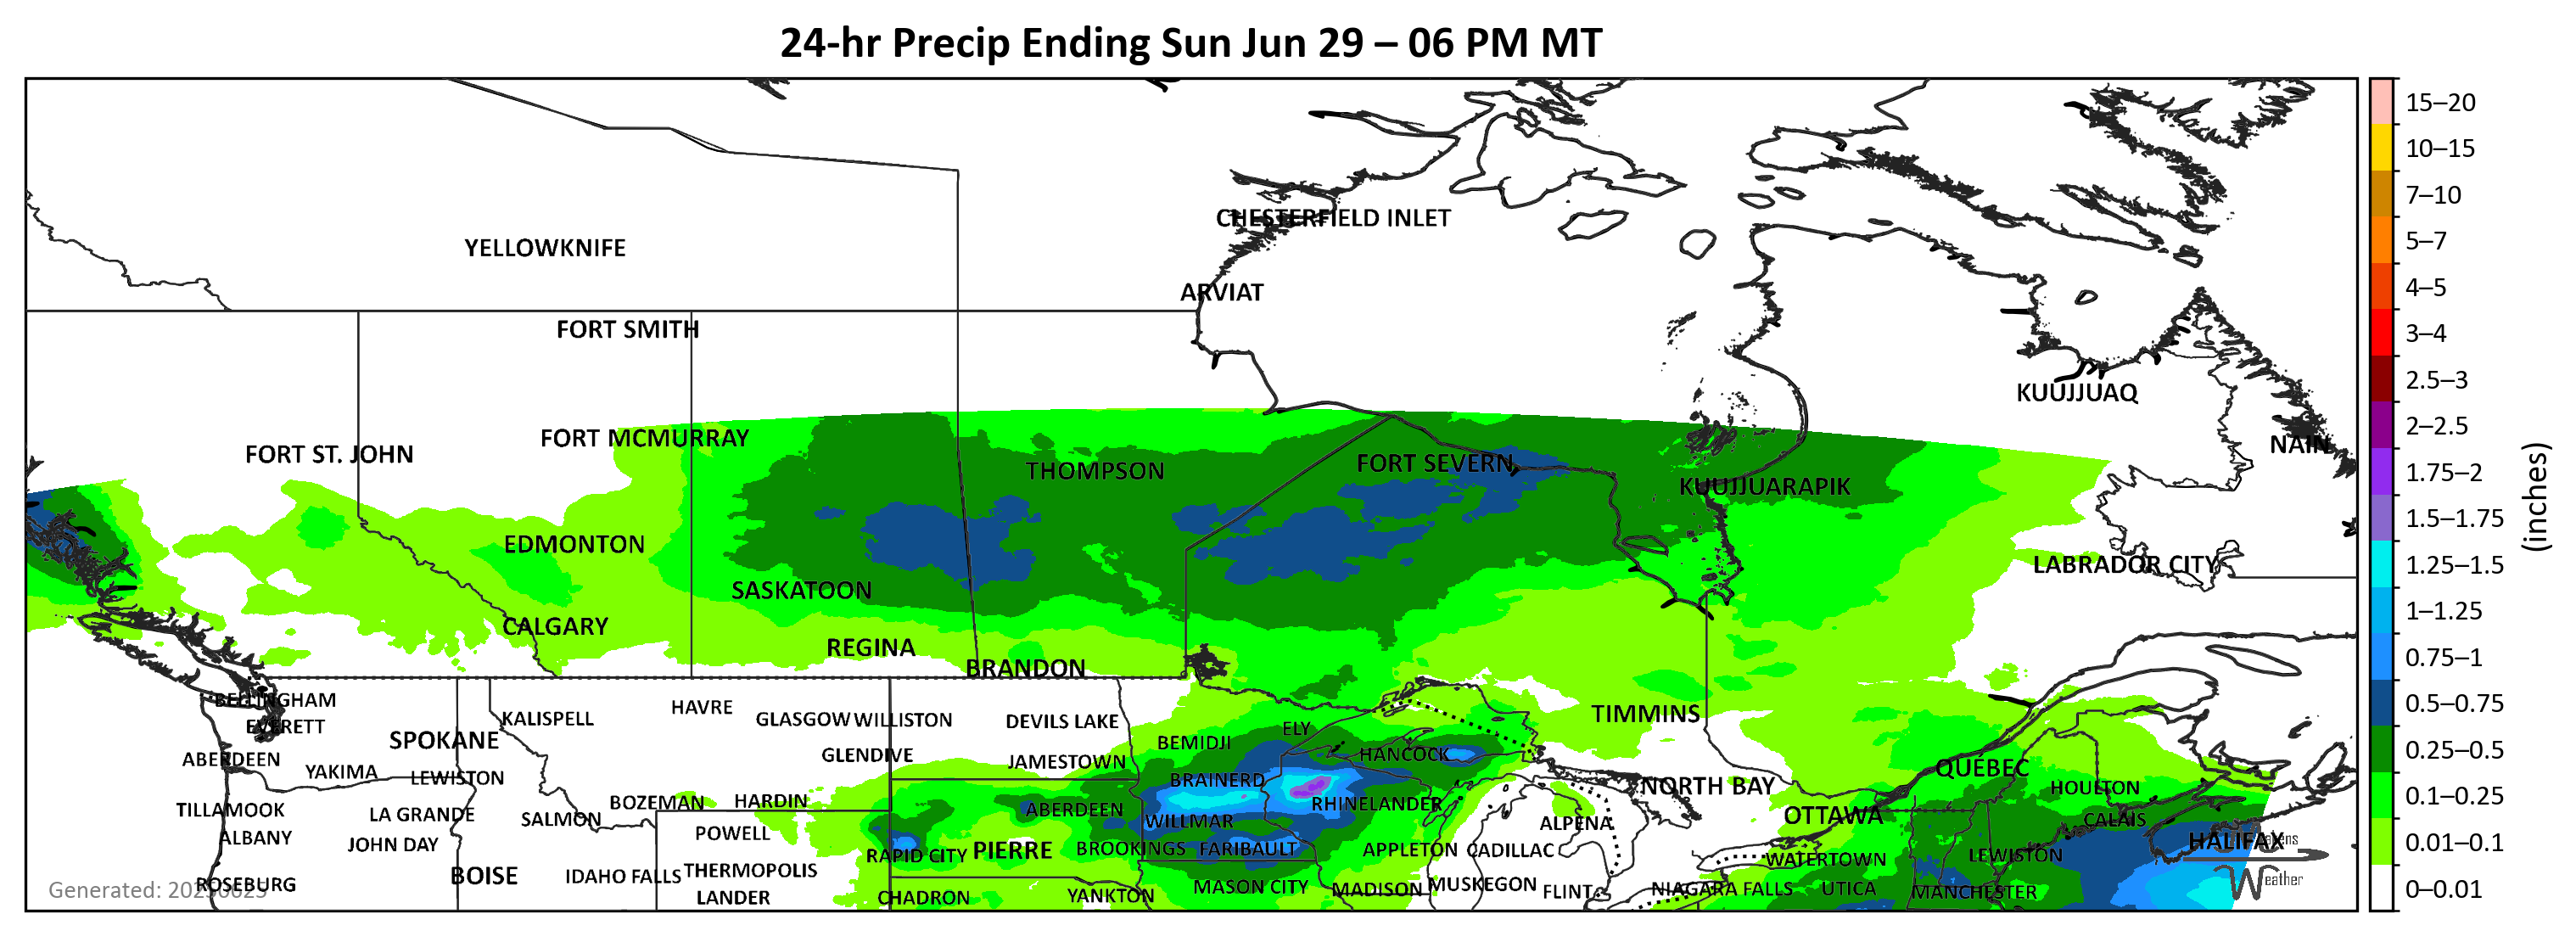 24-hr Precip Ending Sun Jun 29 – 06 PM MT
15–20
10–15
CHESTERFIELD INLET
7–10
YELLOWKNIFE
5–7
ARVIAT
4–5
FORT SMITH
3–4
KUUJJUAQ
2.5–3
FORT MCMURRAY
NAIN
2–2.5
FORT ST. JOHN
THOMPSON
FORT SEVERN
1.75–2
KUUJJUARAPIK
(inches)
1.5–1.75
EDMONTON
LABRADOR CITY
1.25–1.5
SASKATOON
CALGARY
1–1.25
REGINA
BRANDON
0.75–1
BELLINGHAM
HAVRE
0.5–0.75
KALISPELL
GLASGOW
WILLISTON
DEVILS LAKE
TIMMINS
EVERETT
ELY
SPOKANE
BEMIDJI
0.25–0.5
ABERDEEN
GLENDIVE
JAMESTOWN
HANCOCK
QUÉBEC
YAKIMA
LEWISTON
BRAINERD
NORTH BAY
HOULTON
BOZEMAN
HARDIN
RHINELANDER
0.1–0.25
TILLAMOOK
LA GRANDE
SALMON
ABERDEEN
WILLMAR
ALPENA
OTTAWA
CALAIS
ALBANY
JOHN DAY
POWELL
HALIFAX
0.01–0.1
RAPID CITY
PIERRE
BROOKINGS
FARIBAULT
APPLETON
CADILLAC
WATERTOWN
LEWISTON
BOISE
IDAHO FALLS
THERMOPOLIS
Weather
ROSEBURG
MASON CITY
MADISON
MUSKEGON
FLINT
NIAGARA FALLS
UTICA
MANCHESTER
0–0.01
Generated:
LANDER
CHADRON
YANKTON